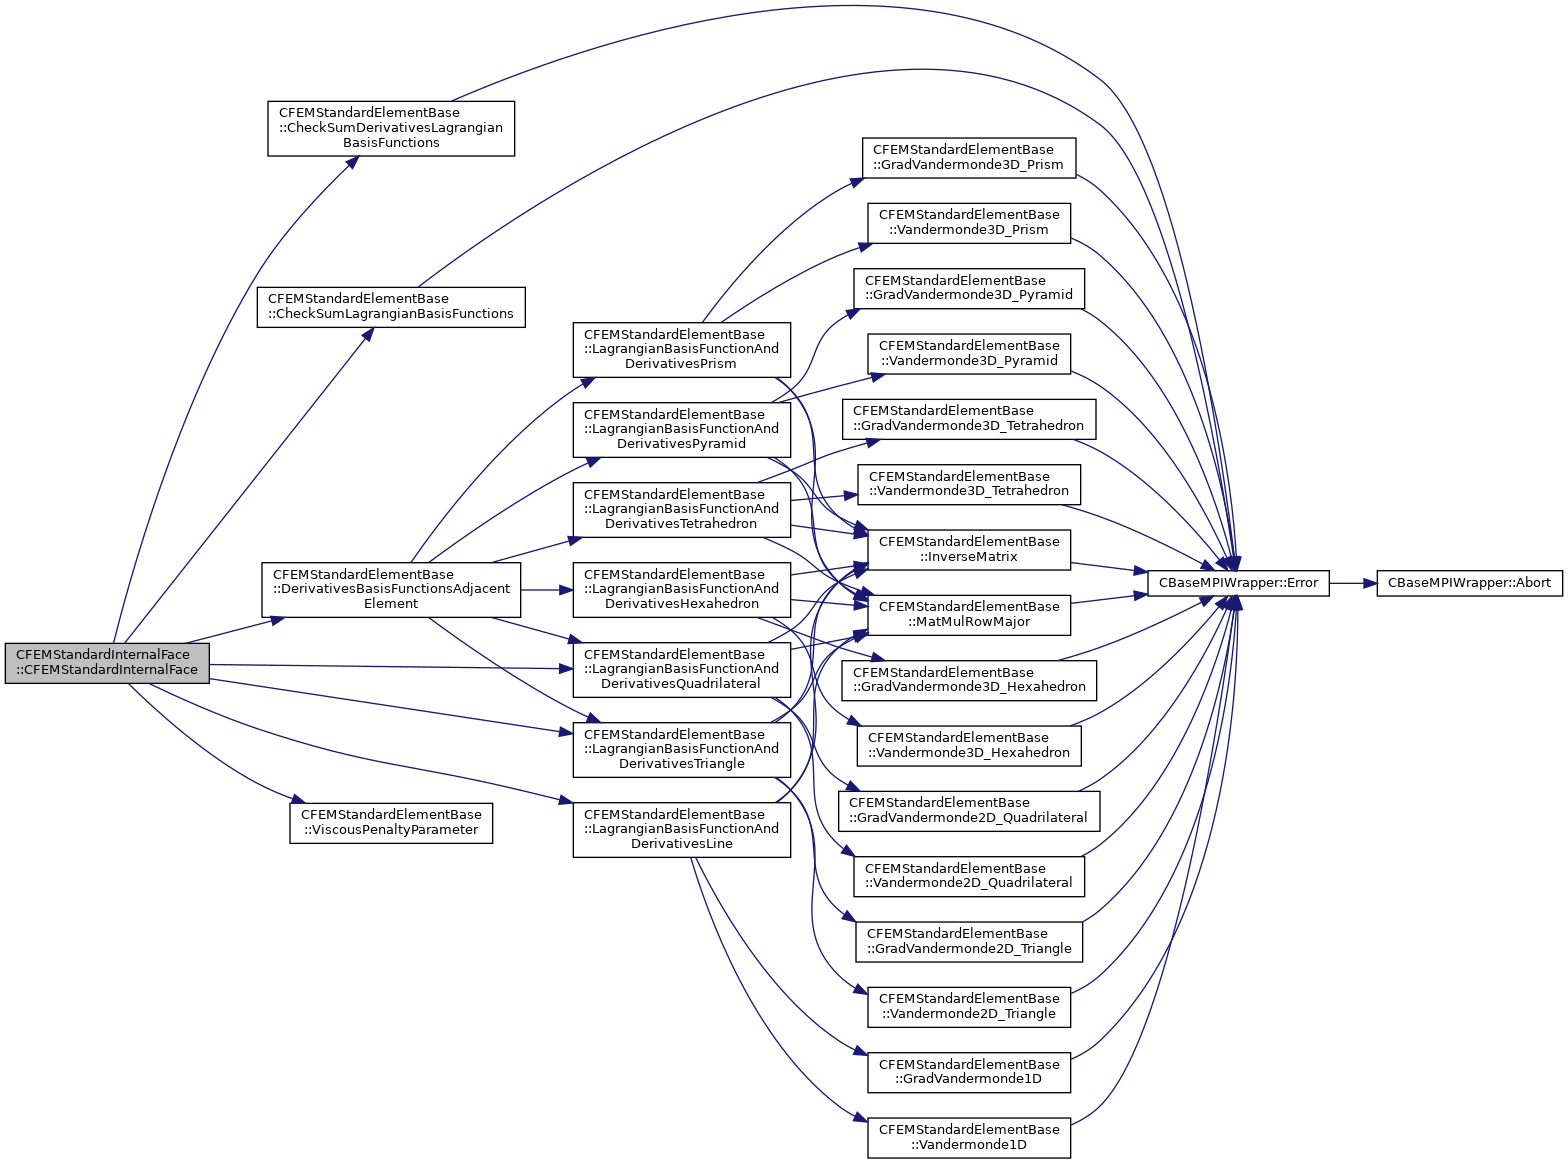 CFEMStandardInternalFace
::CFEMStandardInternalFace
CFEMStandardElementBase
::CheckSumDerivativesLagrangian
BasisFunctions
CFEMStandardElementBase
::CheckSumLagrangianBasisFunctions
CFEMStandardElementBase
::DerivativesBasisFunctionsAdjacent
Element
CFEMStandardElementBase
::ViscousPenaltyParameter
CFEMStandardElementBase
::LagrangianBasisFunctionAnd
DerivativesPrism
CFEMStandardElementBase
::LagrangianBasisFunctionAnd
DerivativesPyramid
CFEMStandardElementBase
::LagrangianBasisFunctionAnd
DerivativesTetrahedron
CFEMStandardElementBase
::LagrangianBasisFunctionAnd
DerivativesHexahedron
CFEMStandardElementBase
::LagrangianBasisFunctionAnd
DerivativesQuadrilateral
CFEMStandardElementBase
::LagrangianBasisFunctionAnd
DerivativesTriangle
CFEMStandardElementBase
::LagrangianBasisFunctionAnd
DerivativesLine
CFEMStandardElementBase
::GradVandermonde3D_Prism
CFEMStandardElementBase
::Vandermonde3D_Prism
CFEMStandardElementBase
::GradVandermonde3D_Pyramid
CFEMStandardElementBase
::Vandermonde3D_Pyramid
CFEMStandardElementBase
::GradVandermonde3D_Tetrahedron
CFEMStandardElementBase
::Vandermonde3D_Tetrahedron
CFEMStandardElementBase
::InverseMatrix
CFEMStandardElementBase
::MatMulRowMajor
CFEMStandardElementBase
::GradVandermonde3D_Hexahedron
CFEMStandardElementBase
::Vandermonde3D_Hexahedron
CFEMStandardElementBase
::GradVandermonde2D_Quadrilateral
CFEMStandardElementBase
::Vandermonde2D_Quadrilateral
CFEMStandardElementBase
::GradVandermonde2D_Triangle
CFEMStandardElementBase
::Vandermonde2D_Triangle
CFEMStandardElementBase
::GradVandermonde1D
CFEMStandardElementBase
::Vandermonde1D
CBaseMPIWrapper::Error
CBaseMPIWrapper::Abort